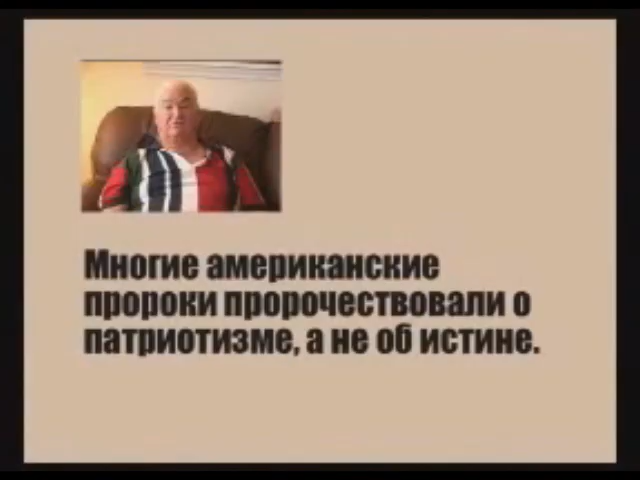 Многие американские
пророки пророчествовали о
патриотизме, а не об истине.